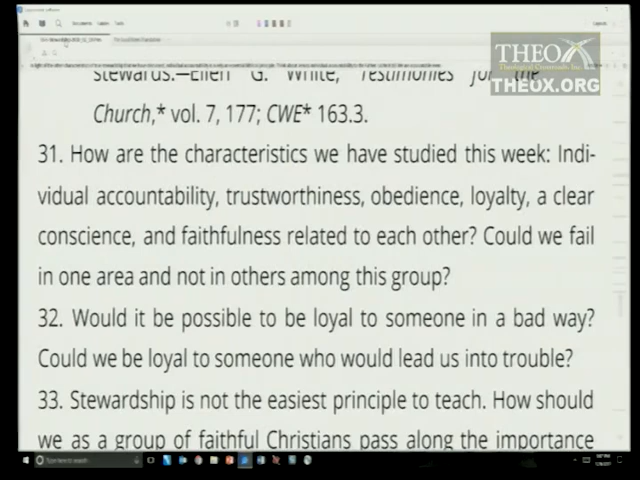 Documents
THEOX
THEOX.ORG
stewards.—Ellen G. White, Testimonies for the
Church,* vol. 7, 177; CWE* 163.3.
31. How are the characteristics we have studied this week: Indi-
vidual accountability, trustworthiness, obedience, loyalty, a clear
conscience, and faithfulness related to each other? Could we fail
in one area and not in others among this group?
32. Would it be possible to be loyal to someone in a bad way?
Could we be loyal to someone who would lead us into trouble?
33. Stewardship is not the easiest principle to teach. How should
we as a group of faithful Christians pass along the importance
Type here to search